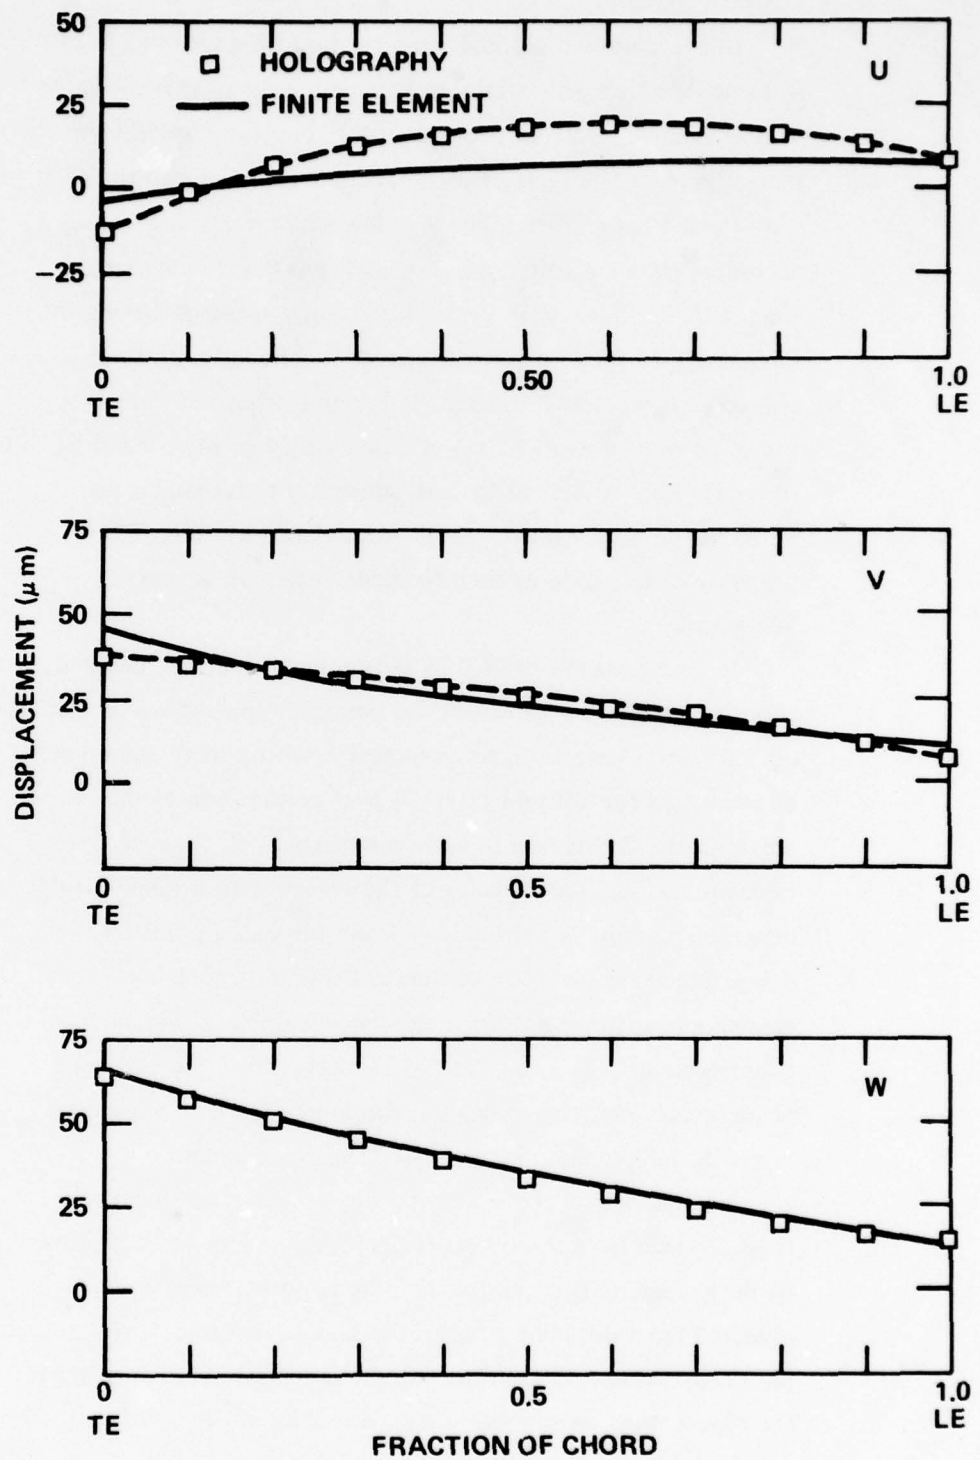 50
HOLOGRAPHY
U
25
FINITE ELEMENT
0
−25
0 0.50 1.0
TE LE
DISPLACEMENT (μm)
75
V
50
25
0
0 0.5 1.0
TE LE
75
W
50
25
0
0 0.5 1.0
TE LE
FRACTION OF CHORD